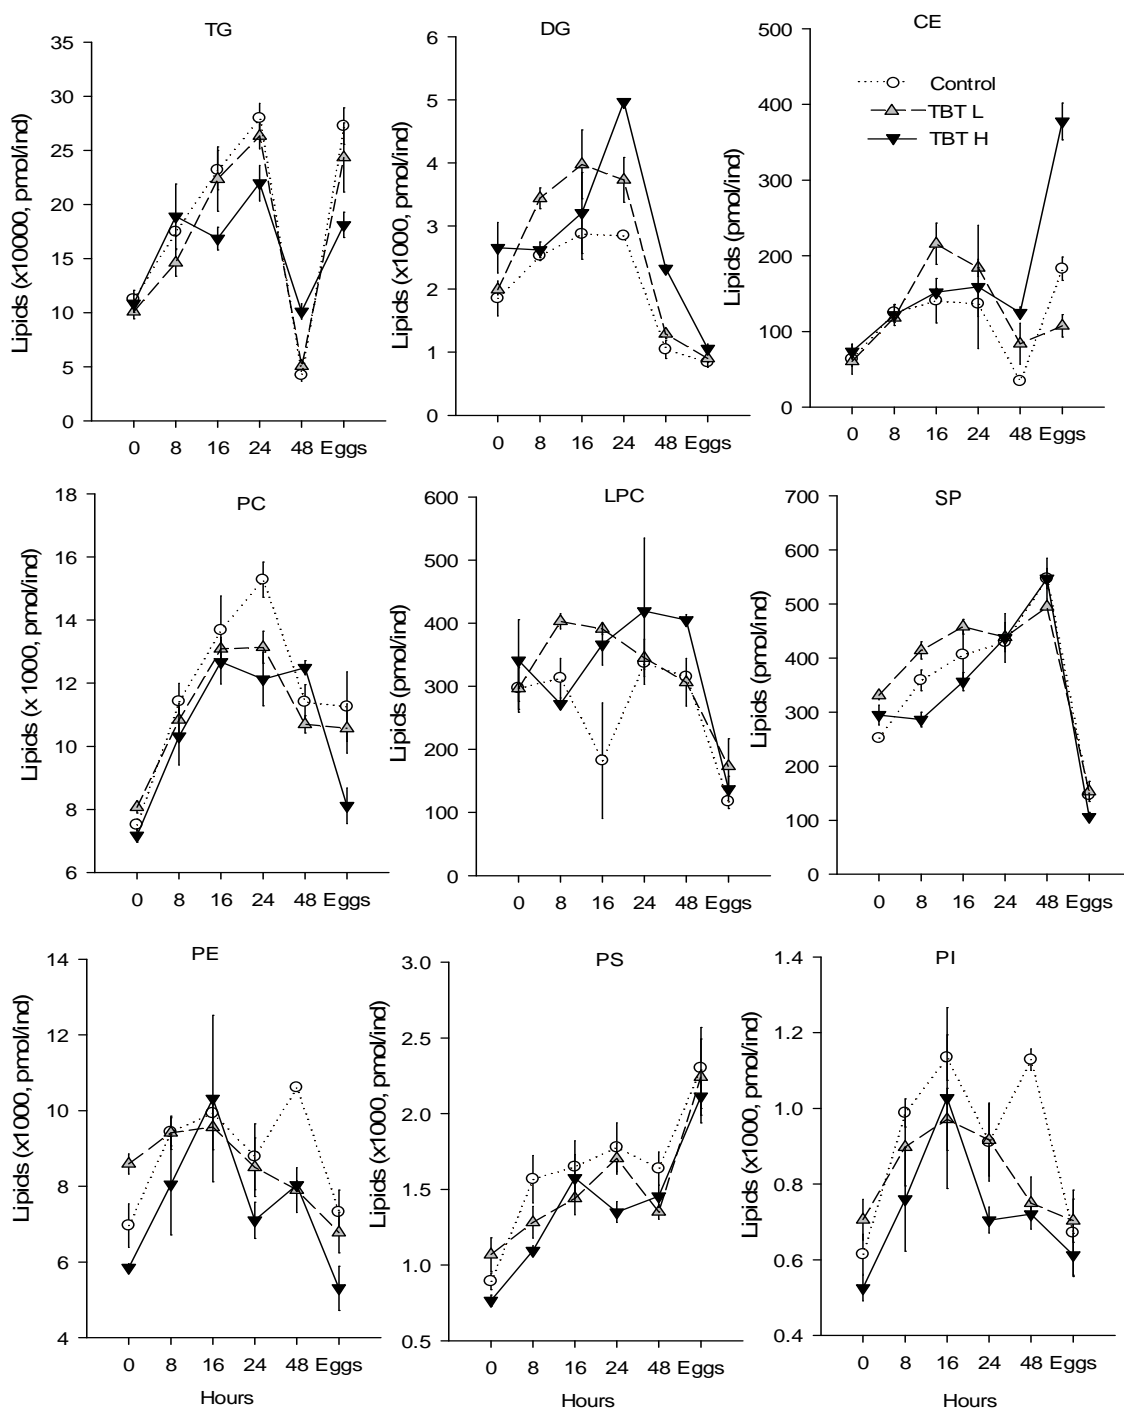 TG
Lipids (x10000, pmol/ind)
35
30
25
20
15
10
5
0
0 8 16 24 48 Eggs
DG
Lipids (x1000, pmol/ind)
6
5
4
3
2
1
0
0 8 16 24 48 Eggs
CE
Lipids (pmol/ind)
500
400
300
200
100
0
Control
TBT L
TBT H
0 8 16 24 48 Eggs
PC
Lipids (x 1000, pmol/ind)
18
16
14
12
10
8
6
0 8 16 24 48 Eggs
LPC
Lipids (pmol/ind)
600
500
400
300
200
100
0
0 8 16 24 48 Eggs
SP
Lipids (pmol/ind)
700
600
500
400
300
200
100
0
0 8 16 24 48 Eggs
PE
Lipids (x1000, pmol/ind)
14
12
10
8
6
4
0 8 16 24 48 Eggs
Hours
PS
Lipids (x1000, pmol/ind)
3.0
2.5
2.0
1.5
1.0
0.5
0 8 16 24 48 Eggs
Hours
PI
Lipids (x1000, pmol/ind)
1.4
1.2
1.0
0.8
0.6
0.4
0 8 16 24 48 Eggs
Hours